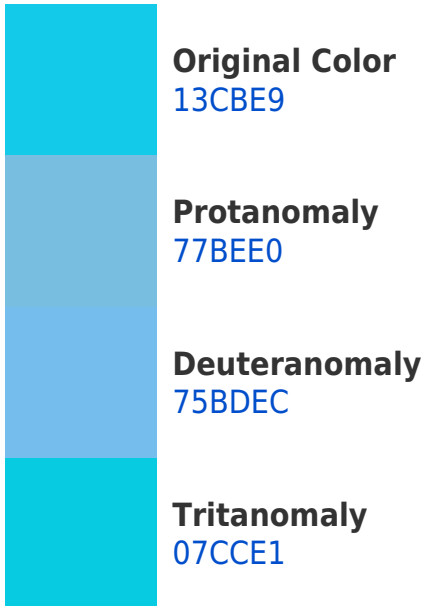 Original Color
13CBE9
Protanomaly
77BEE0
Deuteranomaly
75BDEC
Tritanomaly
07CCE1